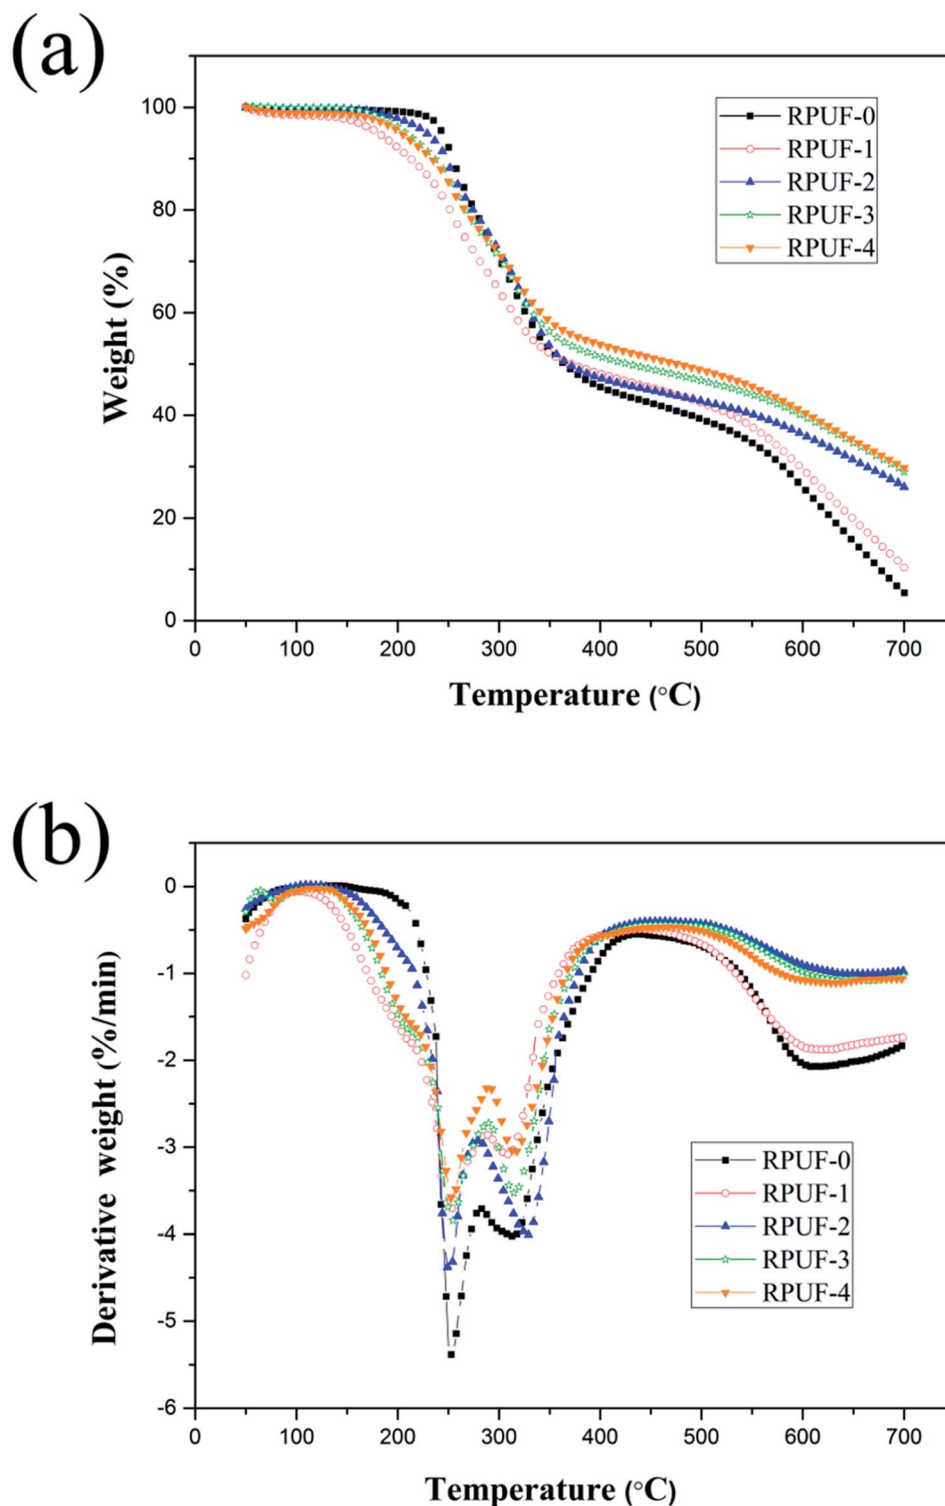 (a)
100
80
60
40
20
0
Weight (%)
RPUF-0
RPUF-1
RPUF-2
RPUF-3
RPUF-4
0 100 200 300 400 500 600 700
Temperature (°C)
(b)
0
-1
-2
-3
-4
-5
-6
Derivative weight (%/min)
RPUF-0
RPUF-1
RPUF-2
RPUF-3
RPUF-4
0 100 200 300 400 500 600 700
Temperature (°C)